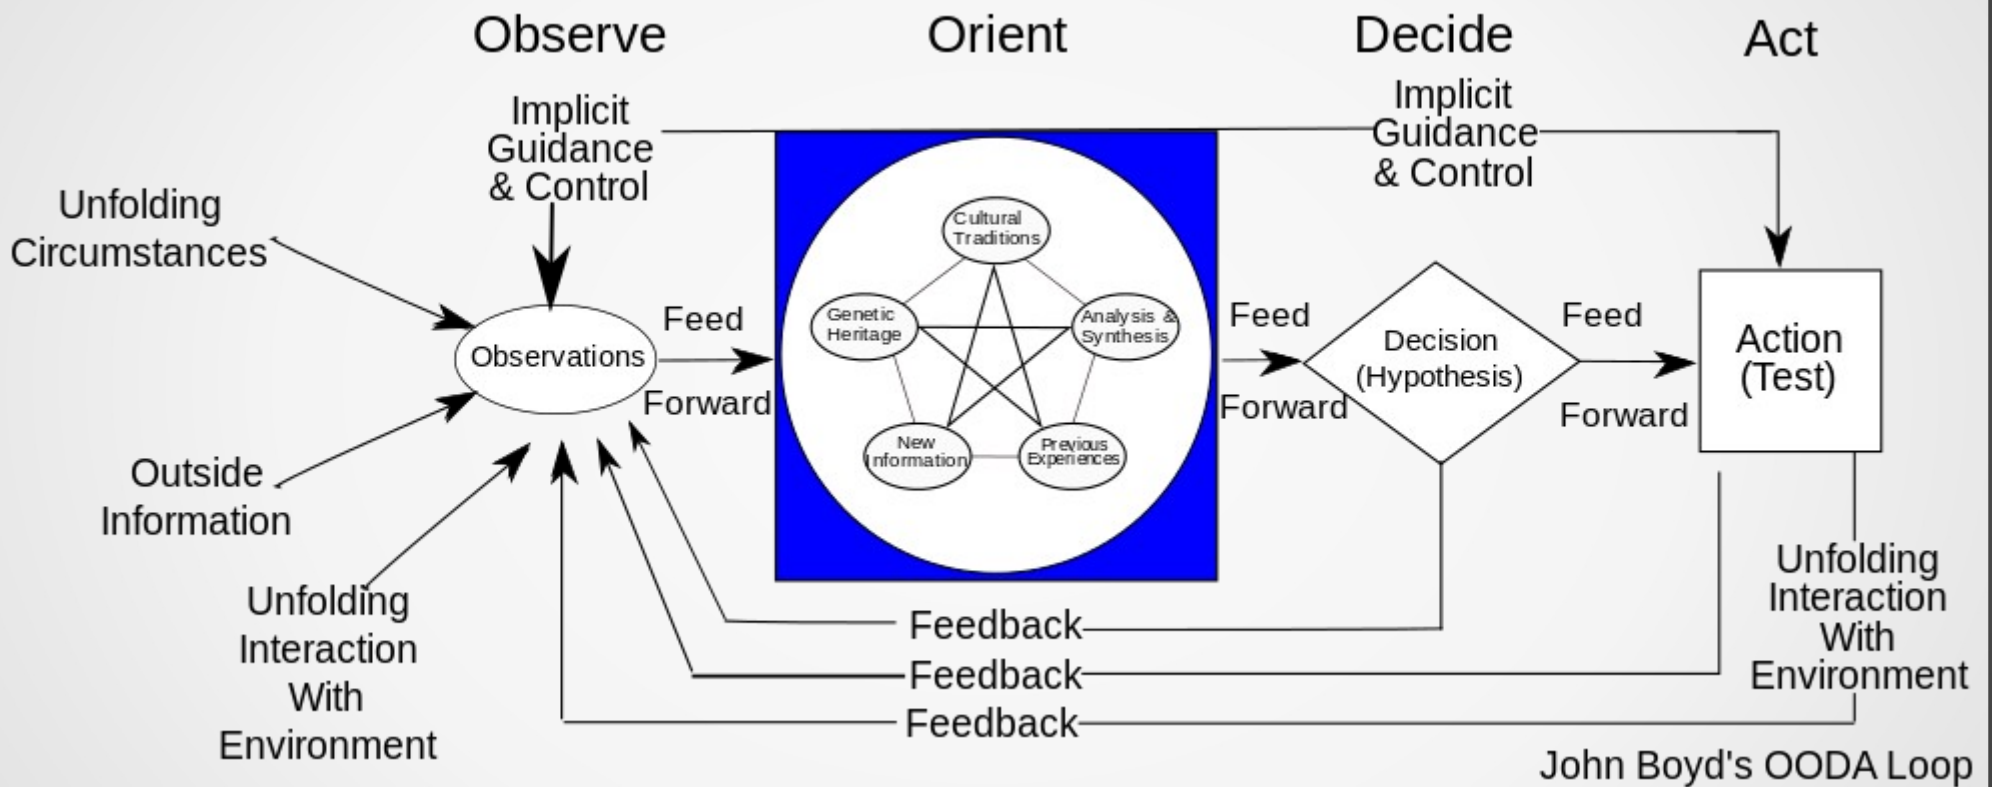 Observe
Orient
Decide
Act
Implicit
Guidance
& Control
Implicit
Guidance
& Control
Unfolding
Circumstances
Outside
Information
Unfolding
Interaction
With
Environment
Observations
Feed
Forward
Cultural
Traditions
Genetic
Heritage
Analysis &
Synthesis
New
Information
Previous
Experiences
Feed
Forward
Decision
(Hypothesis)
Feed
Forward
Action
(Test)
Unfolding
Interaction
With
Environment
Feedback
Feedback
Feedback
John Boyd's OODA Loop